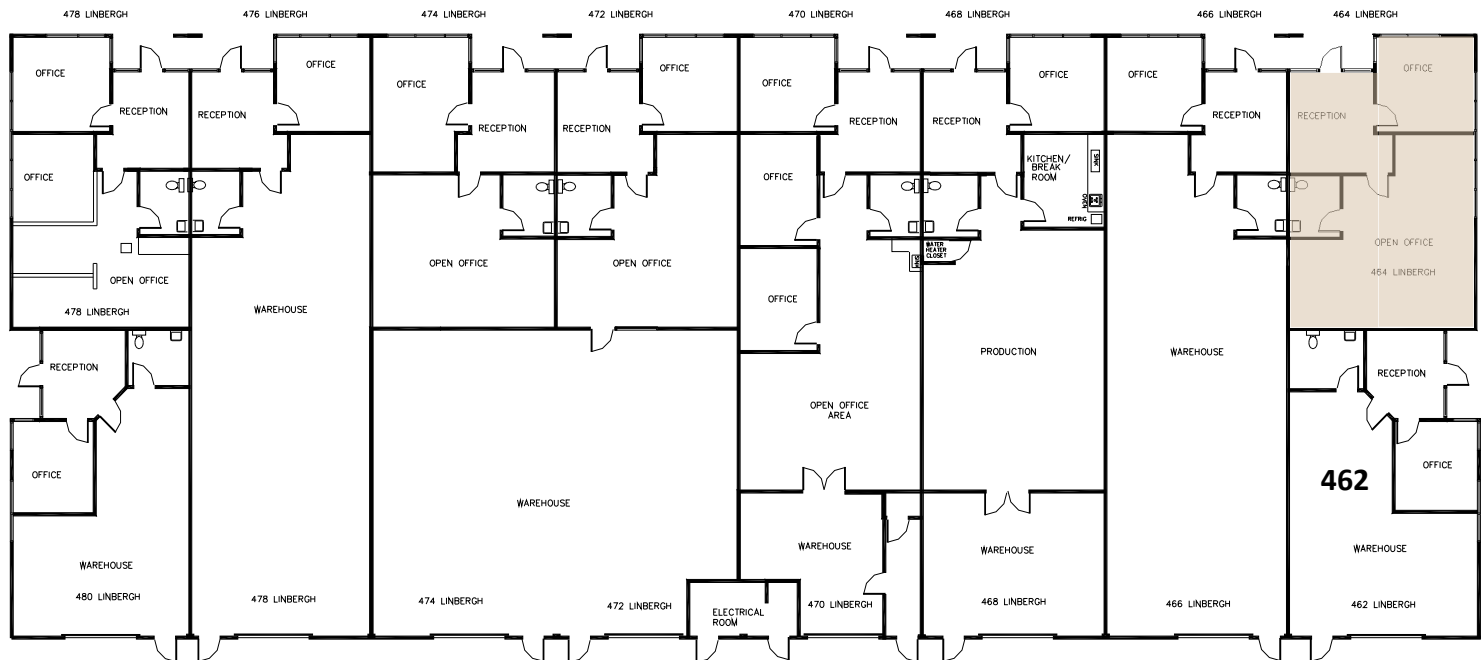 478 LINBERGH
476 LINBERGH
474 LINBERGH
472 LINBERGH
470 LINBERGH
468 LINBERGH
466 LINBERGH
464 LINBERGH
OFFICE
RECEPTION
RECEPTION
OFFICE
OFFICE
RECEPTION
RECEPTION
OFFICE
OFFICE
RECEPTION
RECEPTION
OFFICE
OFFICE
RECEPTION
RECEPTION
OFFICE
OFFICE
OFFICE
KITCHEN/
BREAK
ROOM
SINK
OVEN
REFRIG
OPEN OFFICE
478 LINBERGH
WAREHOUSE
OPEN OFFICE
OPEN OFFICE
SINK
WATER
HEATER
CLOSET
OFFICE
OPEN OFFICE
464 LINBERGH
PRODUCTION
WAREHOUSE
RECEPTION
RECEPTION
OPEN OFFICE
AREA
OFFICE
WAREHOUSE
462
OFFICE
WAREHOUSE
480 LINBERGH
478 LINBERGH
474 LINBERGH
472 LINBERGH
ELECTRICAL
ROOM
WAREHOUSE
470 LINBERGH
WAREHOUSE
468 LINBERGH
466 LINBERGH
WAREHOUSE
462 LINBERGH